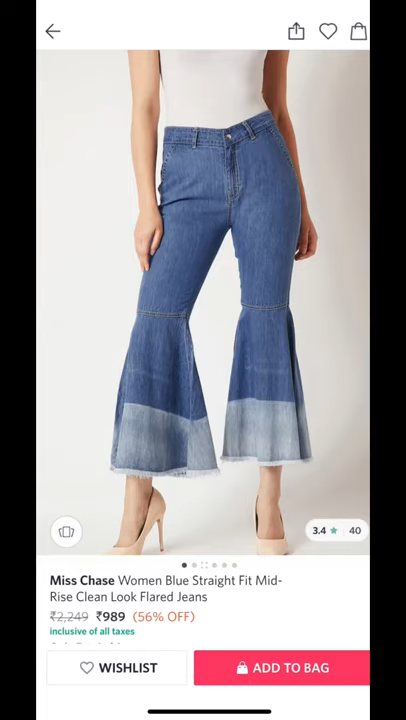 3.4 ★ | 40
Miss Chase Women Blue Straight Fit Mid-
Rise Clean Look Flared Jeans
₹2,249 ₹989 (56% OFF)
inclusive of all taxes
WISHLIST
ADD TO BAG